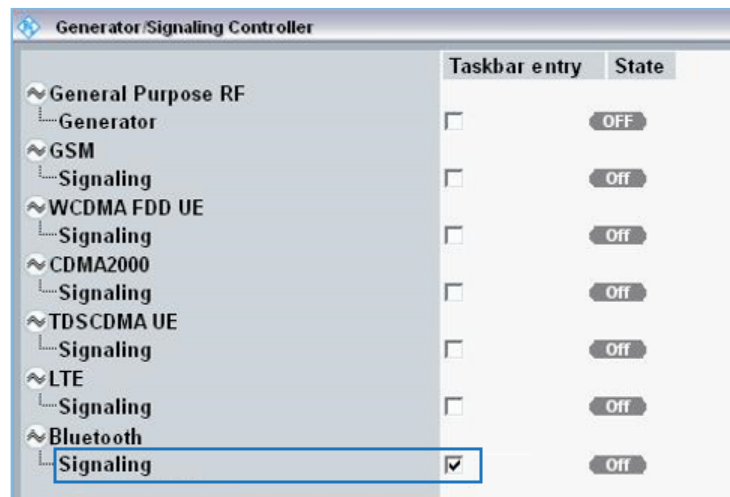 Generator/Signaling Controller
Taskbar entry State
General Purpose RF
Generator OFF
GSM
Signaling Off
WCDMA FDD UE
Signaling Off
CDMA2000
Signaling Off
TDSCDMA UE
Signaling Off
LTE
Signaling Off
Bluetooth
Signaling Off